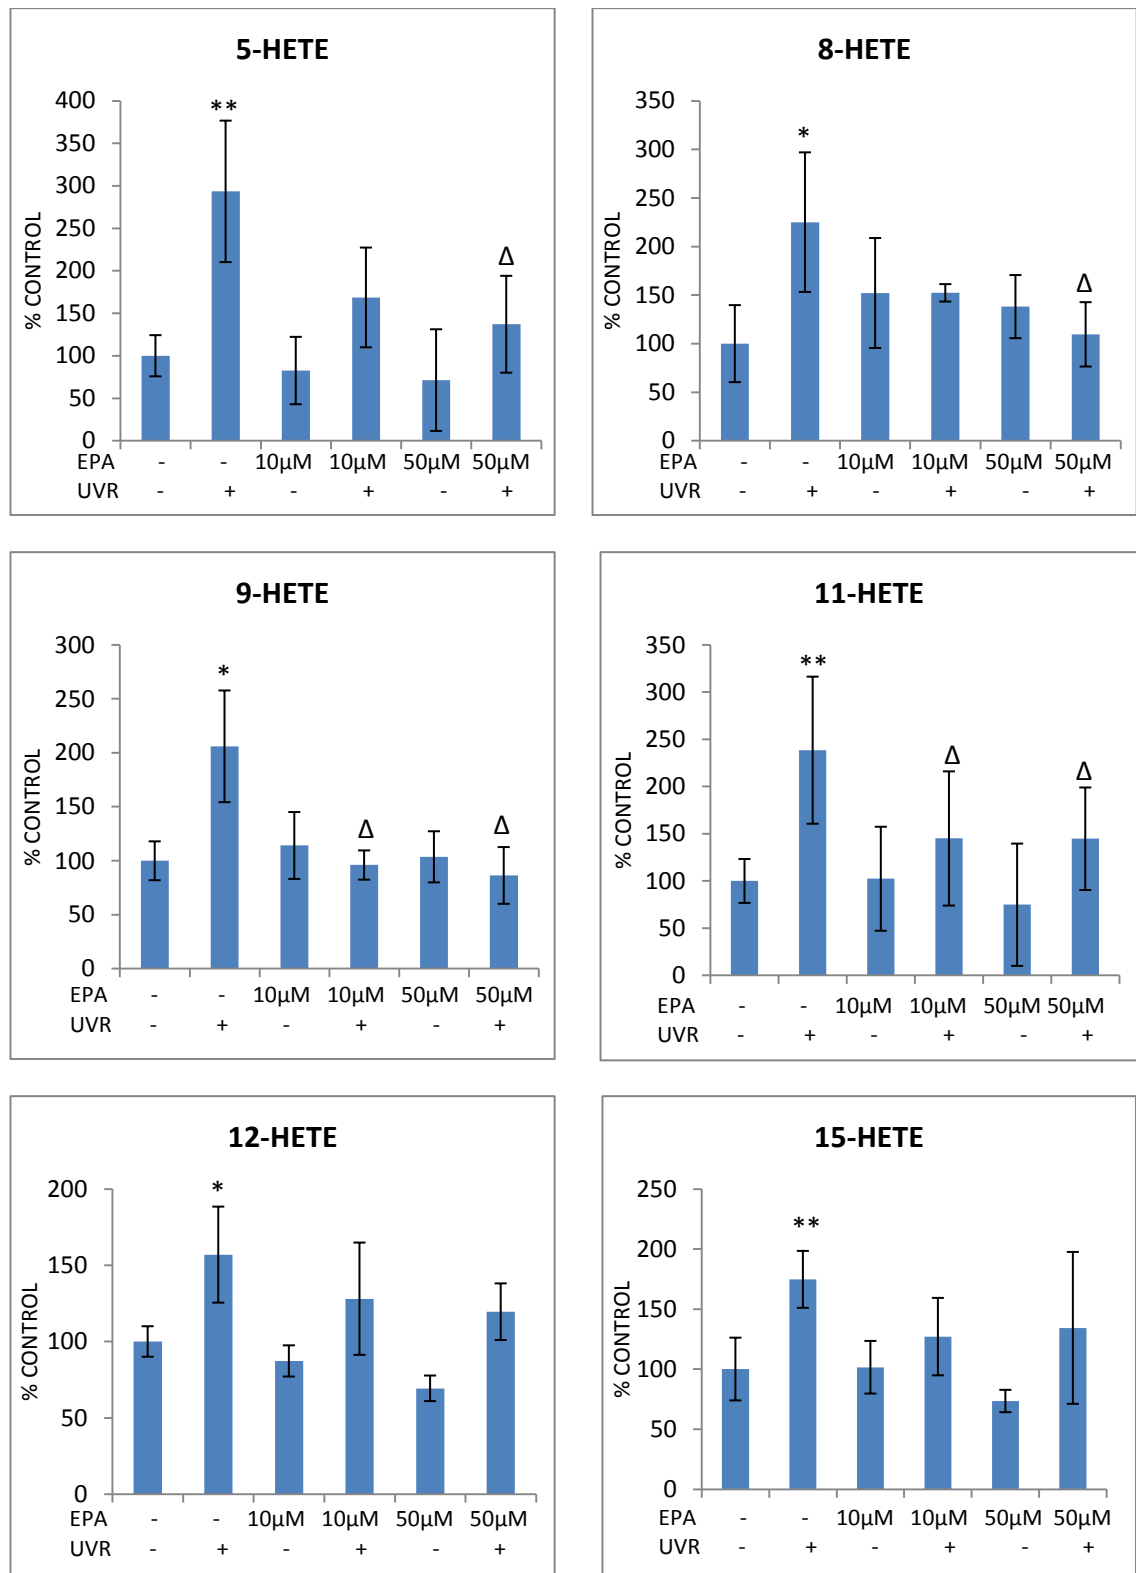 5-HETE
**
Δ
400
350
300
250
200
150
100
50
0
% CONTROL
EPA - - 10µM 10µM 50µM 50µM
UVR - + - + - +
8-HETE
*
Δ
350
300
250
200
150
100
50
0
% CONTROL
EPA - - 10µM 10µM 50µM 50µM
UVR - + - + - +
9-HETE
*
Δ Δ
300
250
200
150
100
50
0
% CONTROL
EPA - - 10µM 10µM 50µM 50µM
UVR - + - + - +
11-HETE
**
Δ Δ
350
300
250
200
150
100
50
0
% CONTROL
EPA - - 10µM 10µM 50µM 50µM
UVR - + - + - +
12-HETE
*
200
150
100
50
0
% CONTROL
EPA - - 10µM 10µM 50µM 50µM
UVR - + - + - +
15-HETE
**
250
200
150
100
50
0
% CONTROL
EPA - - 10µM 10µM 50µM 50µM
UVR - + - + - +